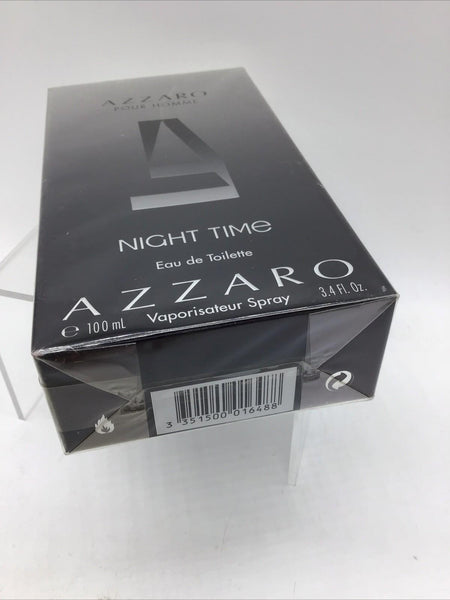 AZZARO
POUR HOMME
NIGHT TIME
Eau de Toilette
AZZARO
℮ 100 mL Vaporisateur Spray 3.4 Fl. Oz.
3 351500 016488